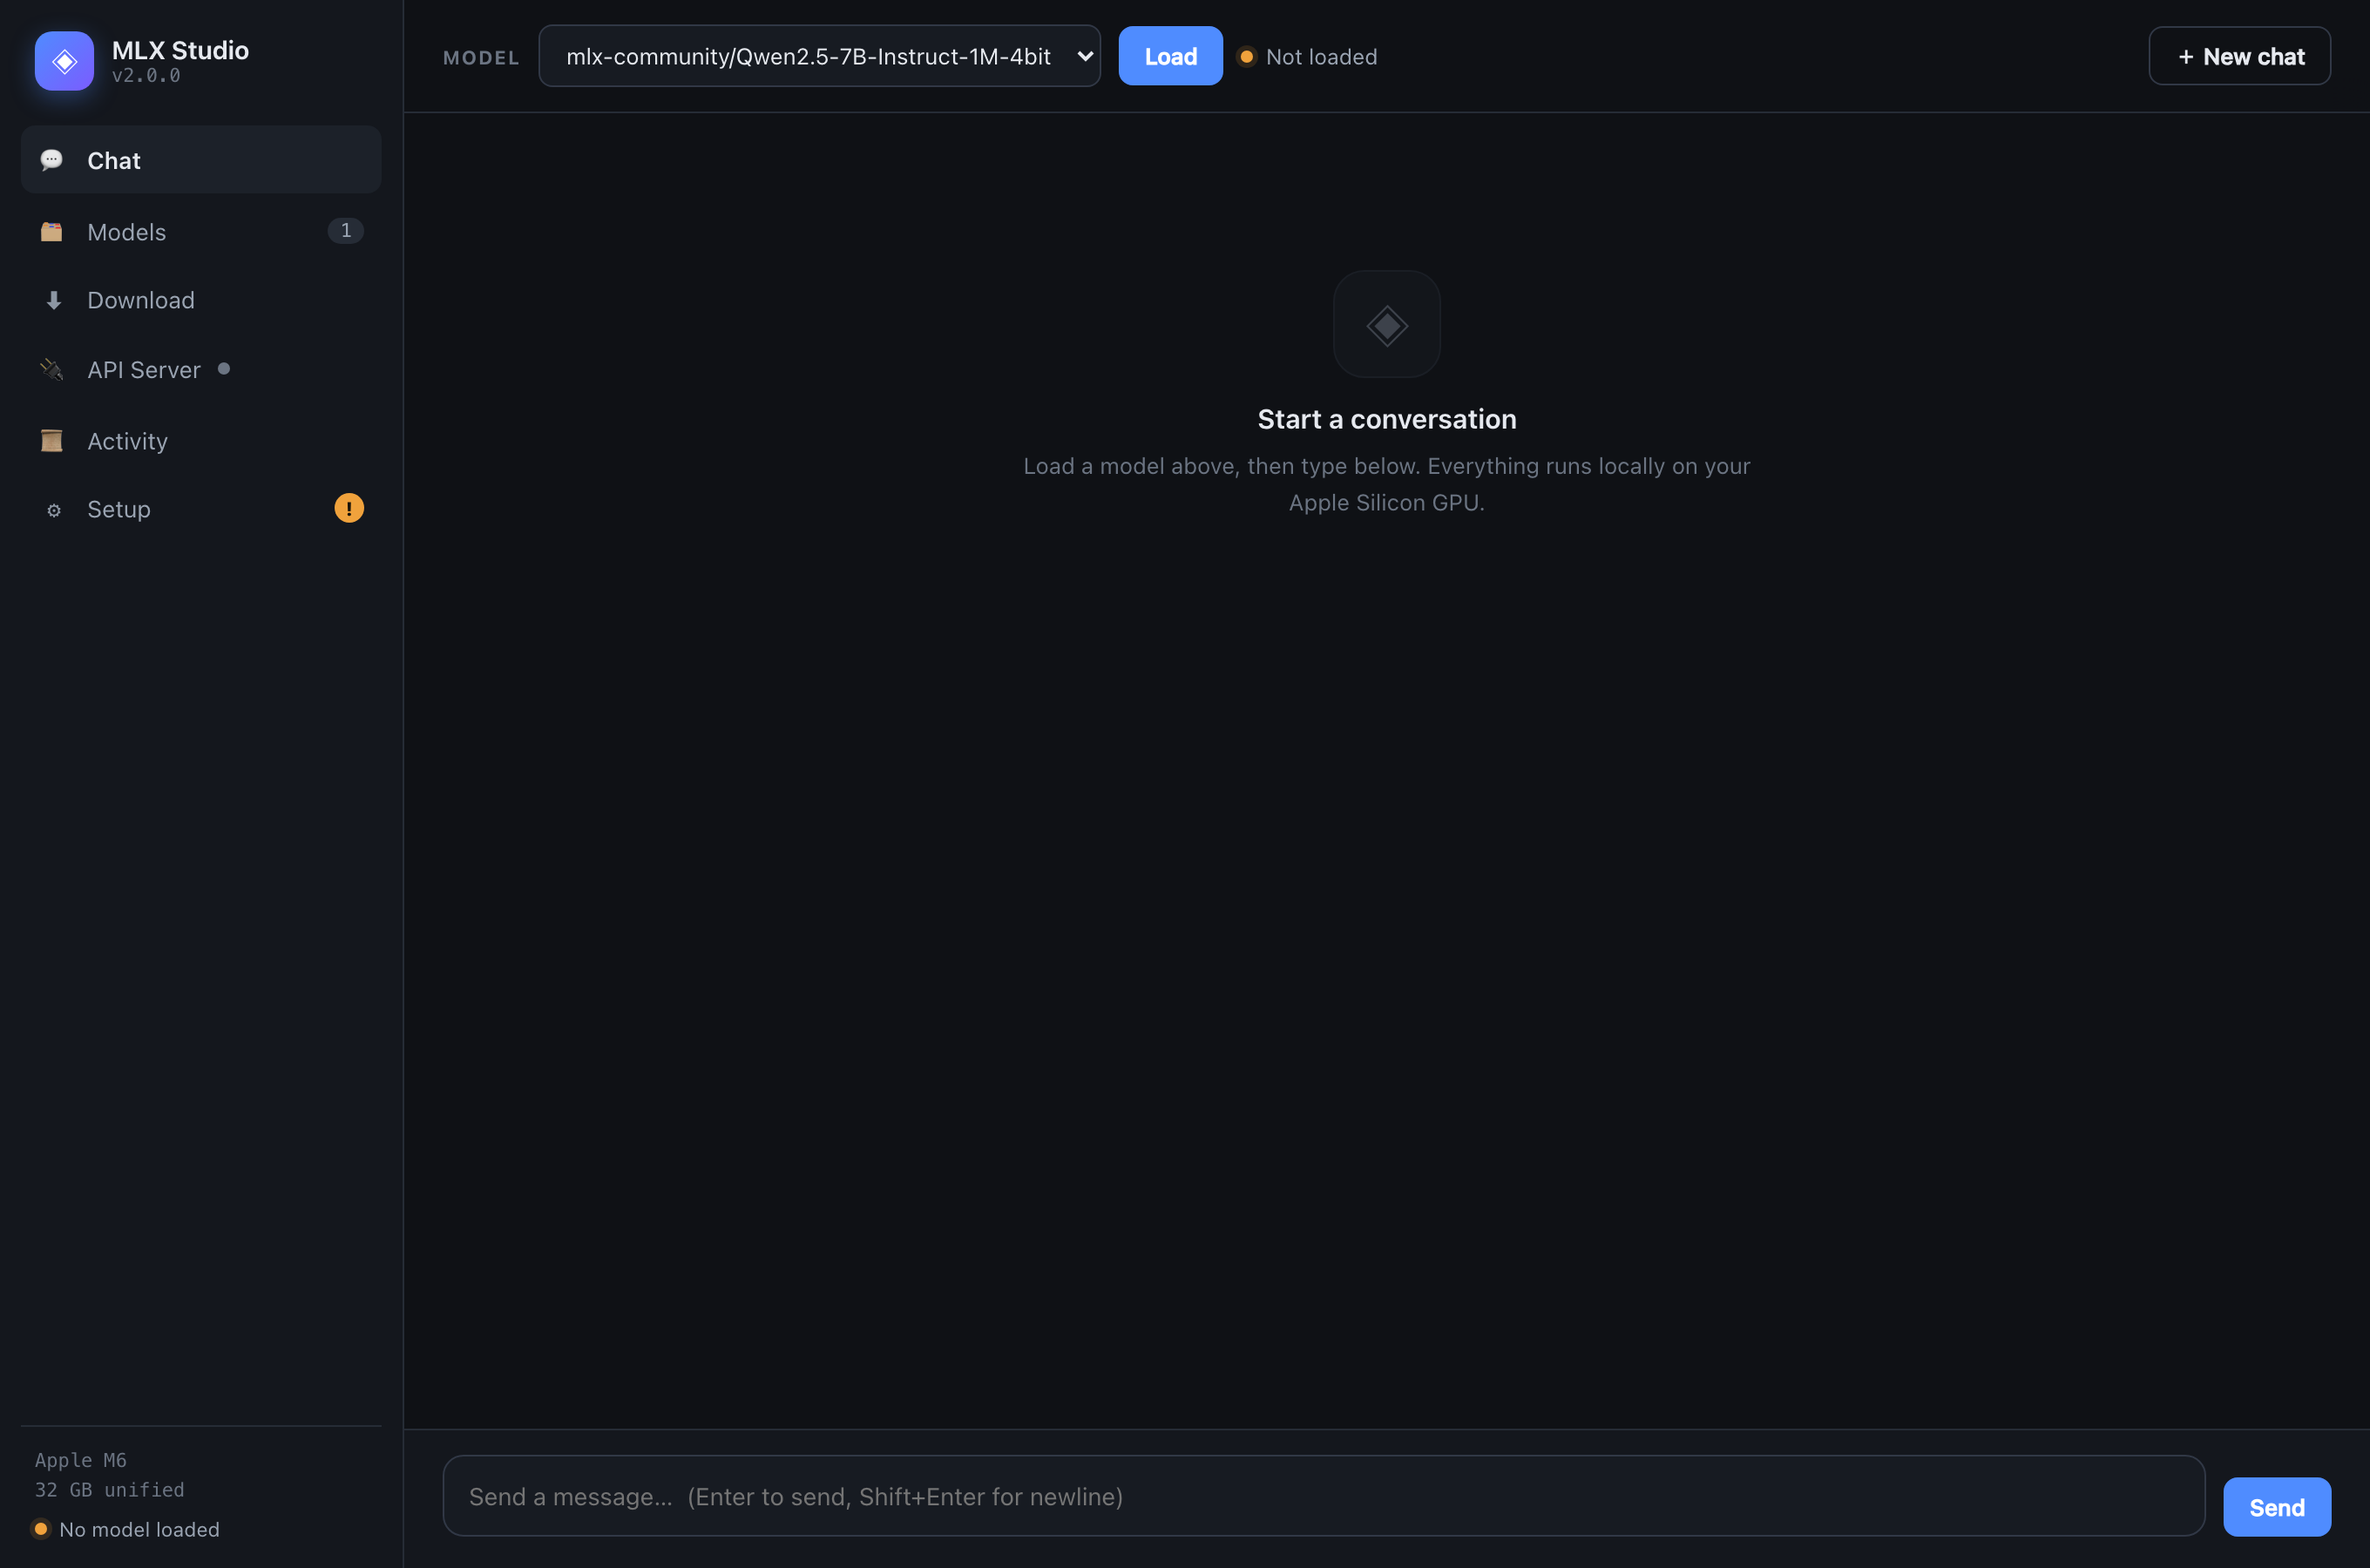 MLX Studio
v2.0.0
Chat
Models 1
Download
API Server
Activity
Setup !
Apple M6
32 GB unified
No model loaded
MODEL mlx-community/Qwen2.5-7B-Instruct-1M-4bit Load Not loaded + New chat
Start a conversation
Load a model above, then type below. Everything runs locally on your
Apple Silicon GPU.
Send a message... (Enter to send, Shift+Enter for newline) Send